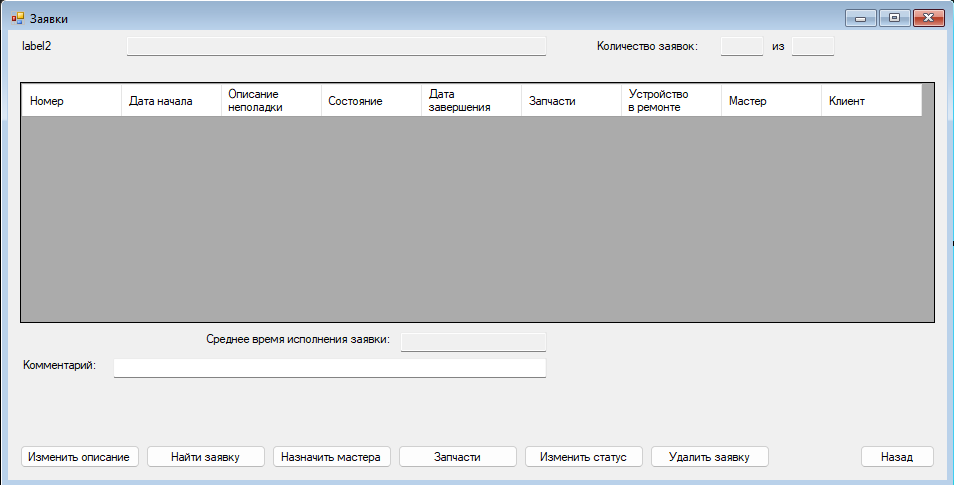 Заявки
label2
Количество заявок: из
Номер
Дата начала
Описание
неполадки
Состояние
Дата
завершения
Запчасти
Устройство
в ремонте
Мастер
Клиент
Среднее время исполнения заявки:
Комментарий:
Изменить описание
Найти заявку
Назначить мастера
Запчасти
Изменить статус
Удалить заявку
Назад